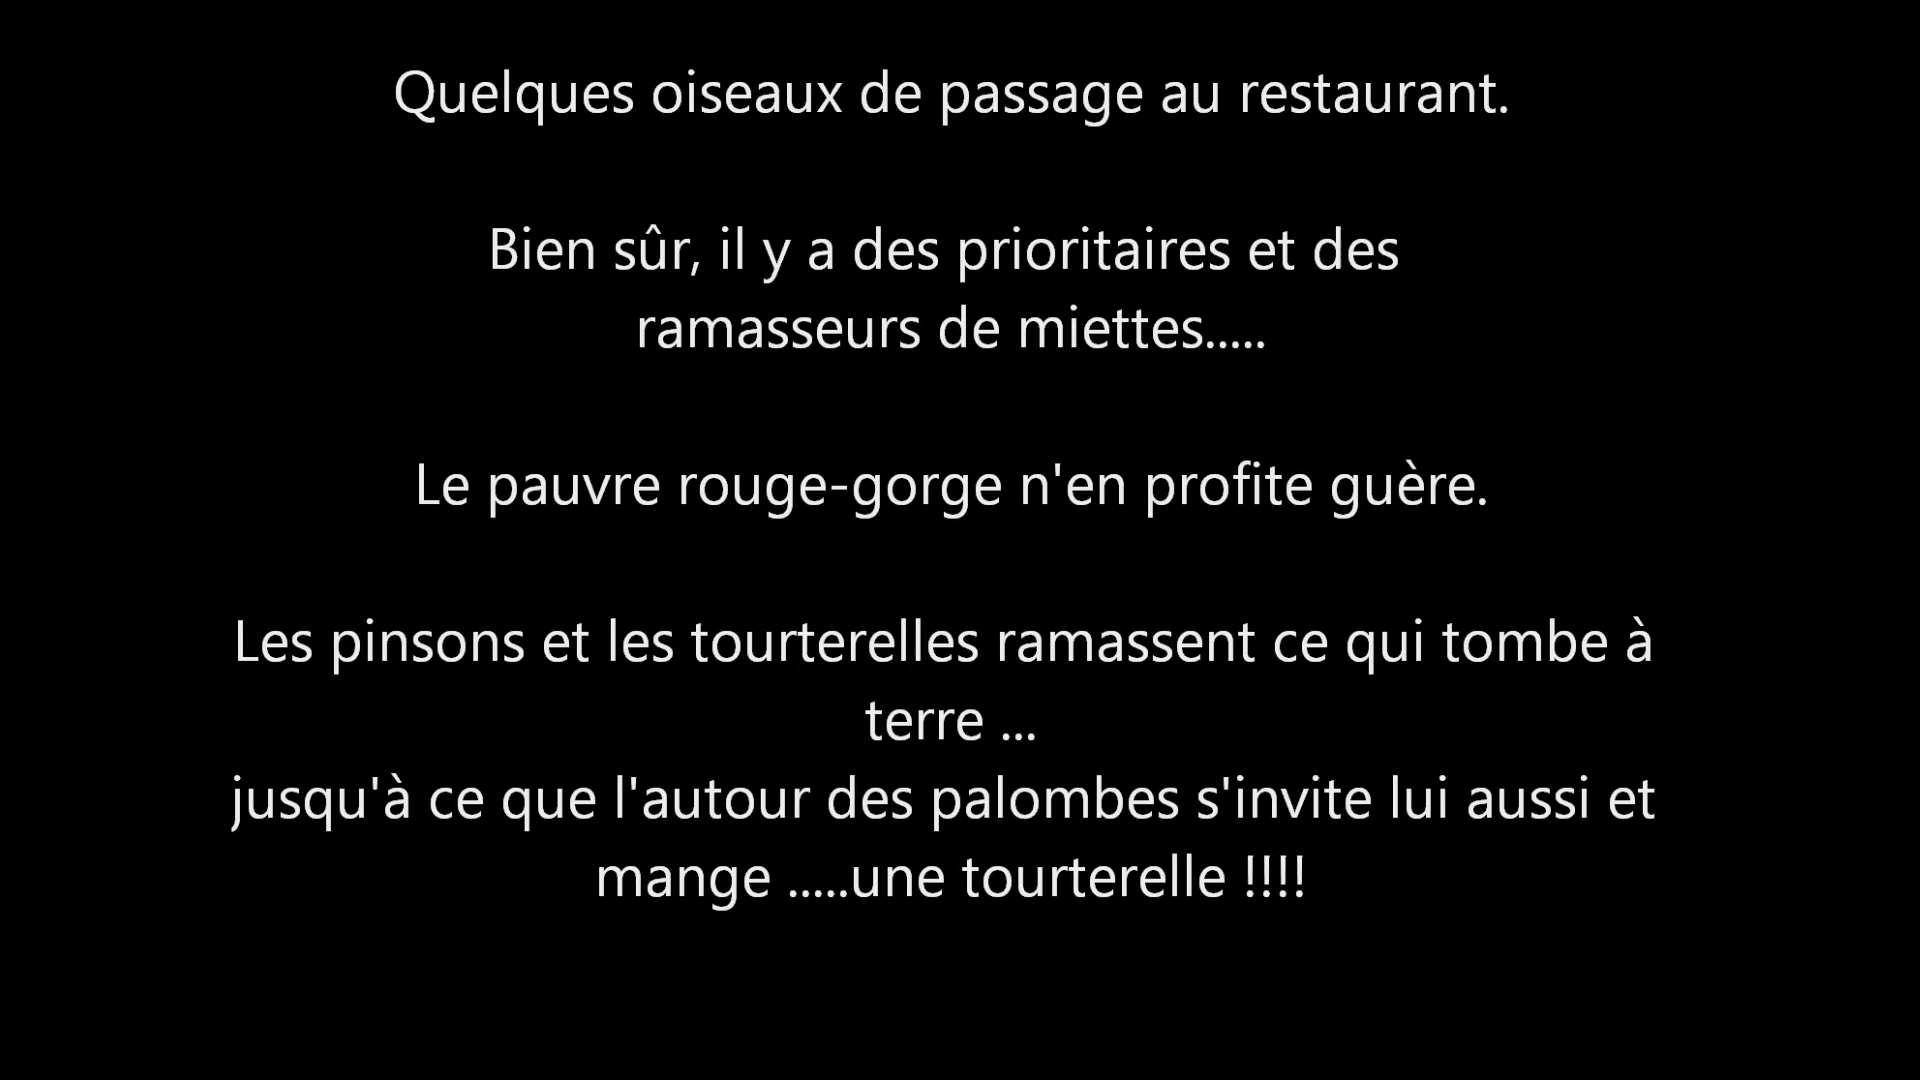 Quelques oiseaux de passage au restaurant.
Bien sûr, il y a des prioritaires et des
ramasseurs de miettes.....
Le pauvre rouge-gorge n'en profite guère.
Les pinsons et les tourterelles ramassent ce qui tombe à
terre ...
jusqu'à ce que l'autour des palombes s'invite lui aussi et
mange .....une tourterelle !!!!